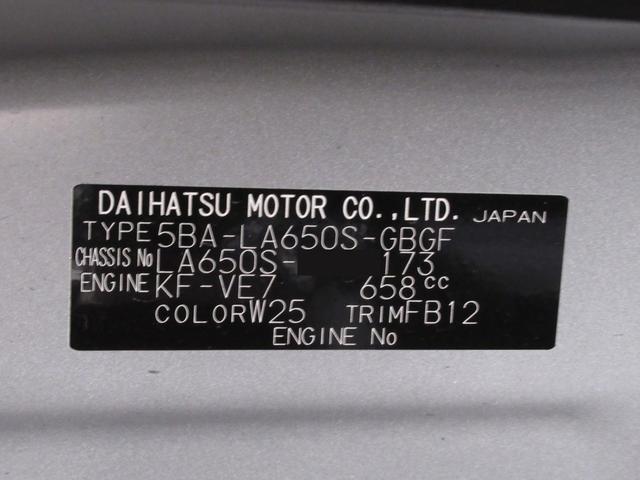 DAIHATSU MOTOR CO.,LTD. JAPAN
TYPE 5BA-LA650S-GBGF
CHASSIS No LA650S- 173
ENGINE KF-VE7 658cc
COLOR W25 TRIM FB12
ENGINE No